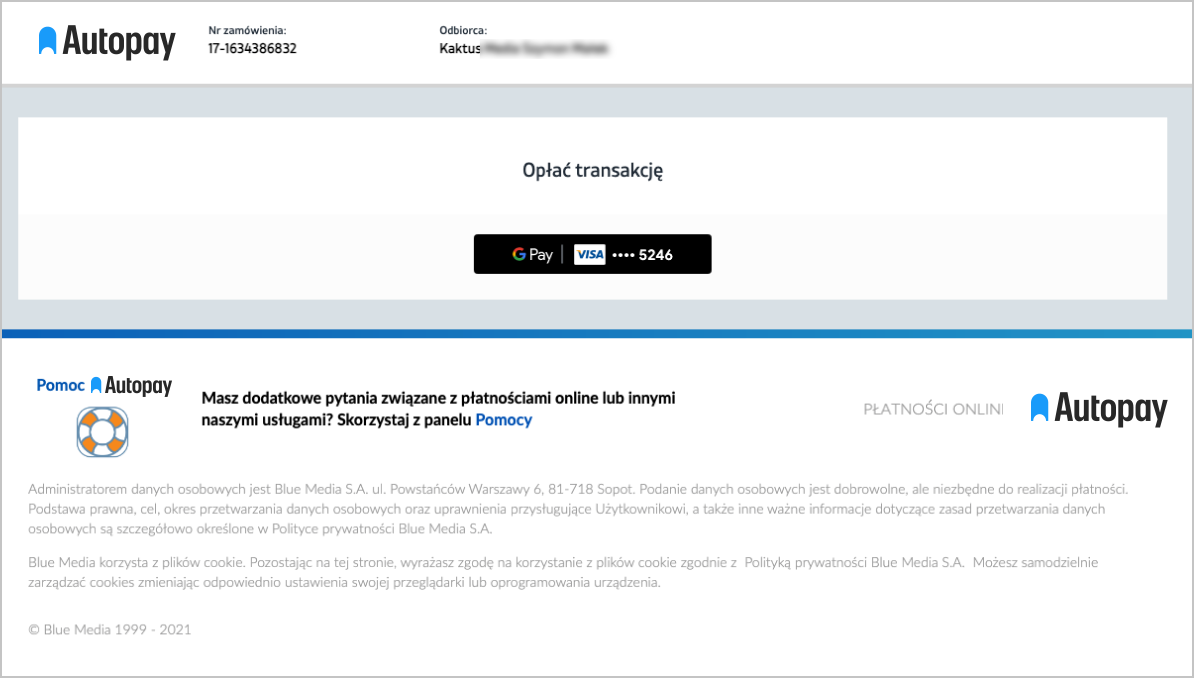 Autopay
Nr zamówienia:
17-1634386832
Odbiorca:
Kaktus
Opłać transakcję
G Pay | VISA •••• 5246
Pomoc Autopay
Masz dodatkowe pytania związane z płatnościami online lub innymi
naszymi usługami? Skorzystaj z panelu Pomocy
PŁATNOŚCI ONLINE
Autopay
Administratorem danych osobowych jest Blue Media S.A. ul. Powstańców Warszawy 6, 81-718 Sopot. Podanie danych osobowych jest dobrowolne, ale niezbędne do realizacji płatności.
Podstawa prawna, cel, okres przetwarzania danych osobowych oraz uprawnienia przysługujące Użytkownikowi, a także inne ważne informacje dotyczące zasad przetwarzania danych
osobowych są szczegółowo określone w Polityce prywatności Blue Media S.A.
Blue Media korzysta z plików cookie. Pozostając na tej stronie, wyrażasz zgodę na korzystanie z plików cookie zgodnie z Polityką prywatności Blue Media S.A. Możesz samodzielnie
zarządzać cookies zmieniając odpowiednio ustawienia swojej przeglądarki lub oprogramowania urządzenia.
© Blue Media 1999 - 2021